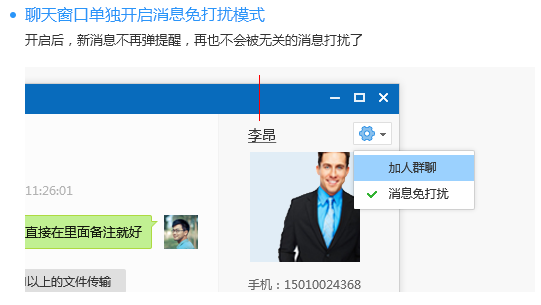 聊天窗口单独开启消息免打扰模式
开启后，新消息不再弹提醒，再也不会被无关的消息打扰了
李昂
加人群聊
11:26:01
消息免打扰
直接在里面备注就好
以上的文件传输
手机：15010024368